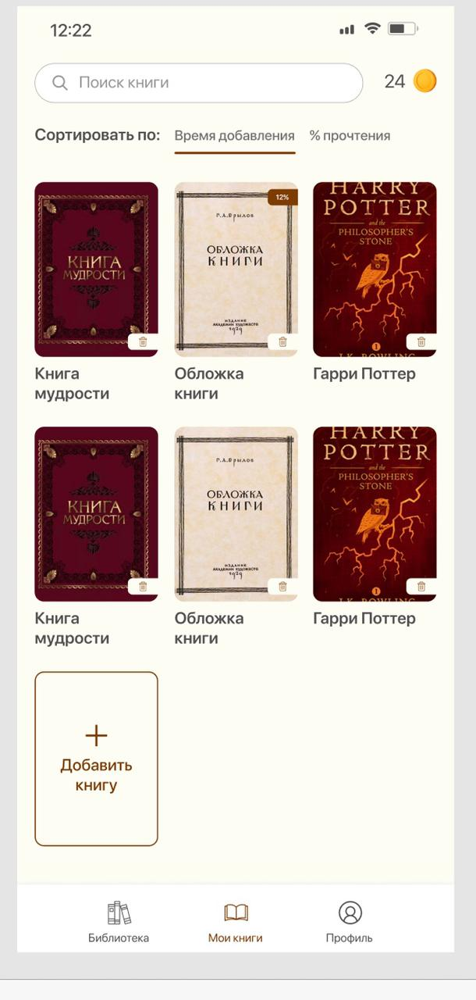 12:22
Поиск книги
24
Сортировать по: Время добавления % прочтения
КНИГА
МУДРОСТИ
12%
ОБЛОЖКА
КНИГИ
ИЗДАНИЕ
АКАДЕМИИ ХУДОЖЕСТВ
1929
HARRY
POTTER
and the
PHILOSOPHER'S
STONE
1
J.K. ROWLING
Книга
мудрости
Обложка
книги
Гарри Поттер
КНИГА
МУДРОСТИ
ОБЛОЖКА
КНИГИ
ИЗДАНИЕ
АКАДЕМИИ ХУДОЖЕСТВ
1929
HARRY
POTTER
and the
PHILOSOPHER'S
STONE
1
J.K. ROWLING
Книга
мудрости
Обложка
книги
Гарри Поттер
Добавить
книгу
Библиотека
Мои книги
Профиль